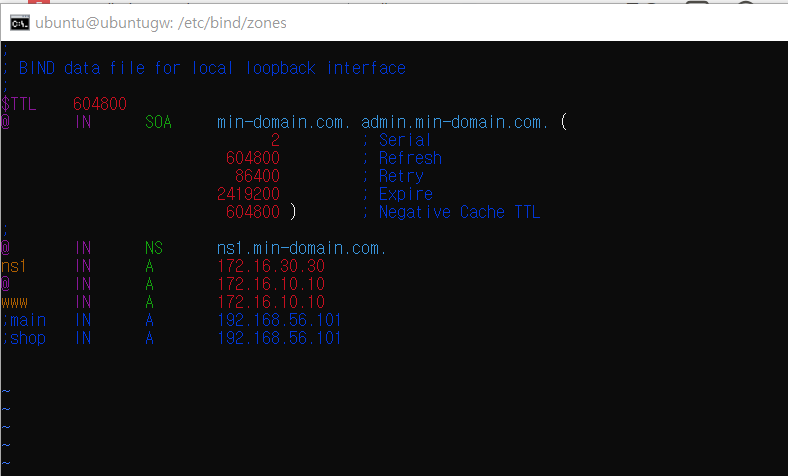 ubuntu@ubuntugw: /etc/bind/zones
;
; BIND data file for local loopback interface
;
$TTL 604800
@ IN SOA min-domain.com. admin.min-domain.com. (
2 ; Serial
604800 ; Refresh
86400 ; Retry
2419200 ; Expire
604800 ) ; Negative Cache TTL
;
@ IN NS ns1.min-domain.com.
ns1 IN A 172.16.30.30
@ IN A 172.16.10.10
www IN A 172.16.10.10
;main IN A 192.168.56.101
;shop IN A 192.168.56.101
~
~
~
~
~